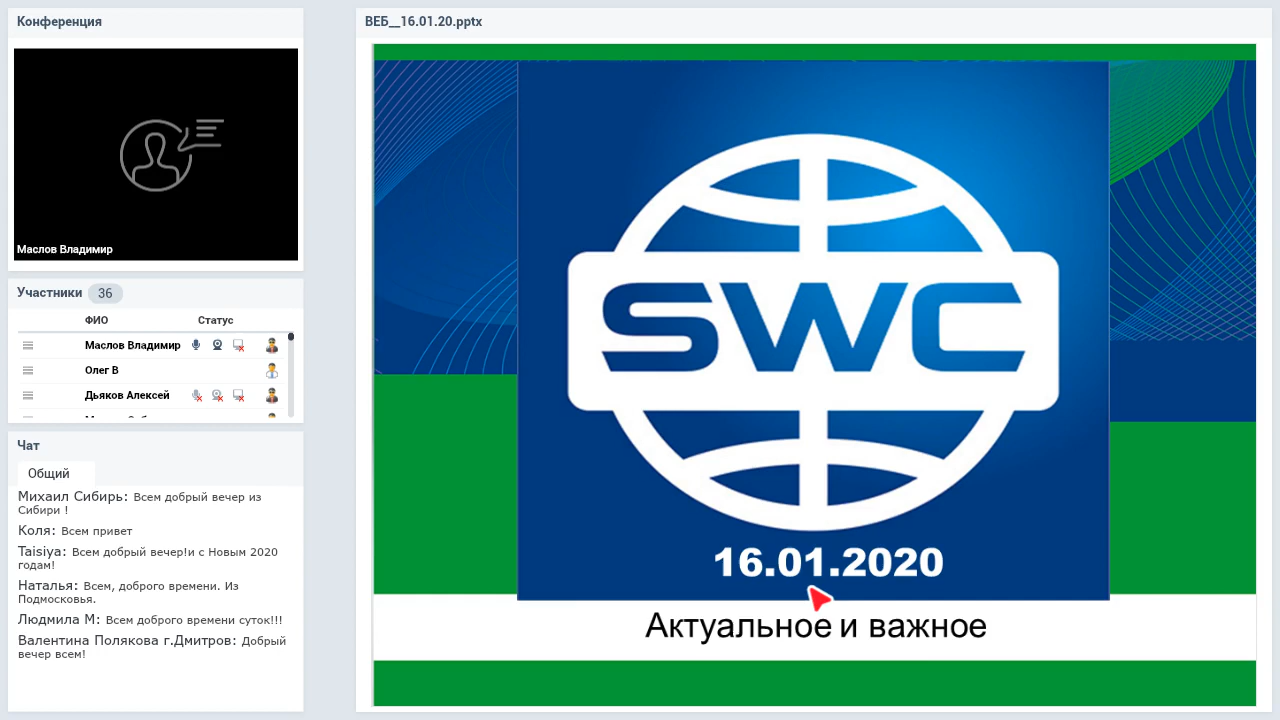 Конференция
Маслов Владимир
Участники 36
ФИО Статус
Маслов Владимир
Олег В
Дьяков Алексей
Чат
Общий
Михаил Сибирь: Всем добрый вечер из
Сибири !
Коля: Всем привет
Taisiya: Всем добрый вечер!и с Новым 2020
годам!
Наталья: Всем, доброго времени. Из
Подмосковья.
Людмила М: Всем доброго времени суток!!!
Валентина Полякова г.Дмитров: Добрый
вечер всем!
ВЕБ__16.01.20.pptx
SWC
16.01.2020
Актуальное и важное